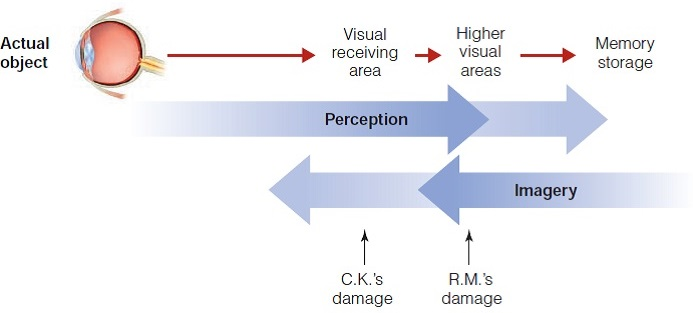 Actual
object
Visual
receiving
area
Higher
visual
areas
Memory
storage
Perception
Imagery
C.K.'s
damage
R.M.'s
damage